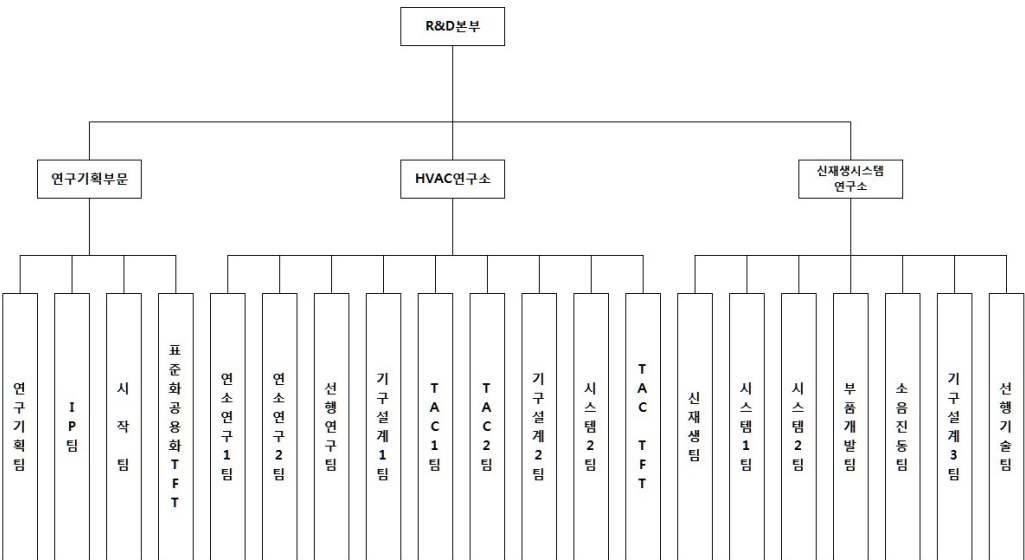 R&D본부
연구기획부문
HVAC연구소
신재생시스템
연구소
연구기획팀
IP팀
시작팀
표준화공용화TFT
연소연구1팀
연소연구2팀
선행연구팀
기구설계1팀
TAC1팀
TAC2팀
기구설계2팀
시스템2팀
TAC TFT
신재생팀
시스템1팀
시스템2팀
부품개발팀
소음진동팀
기구설계3팀
선행기술팀